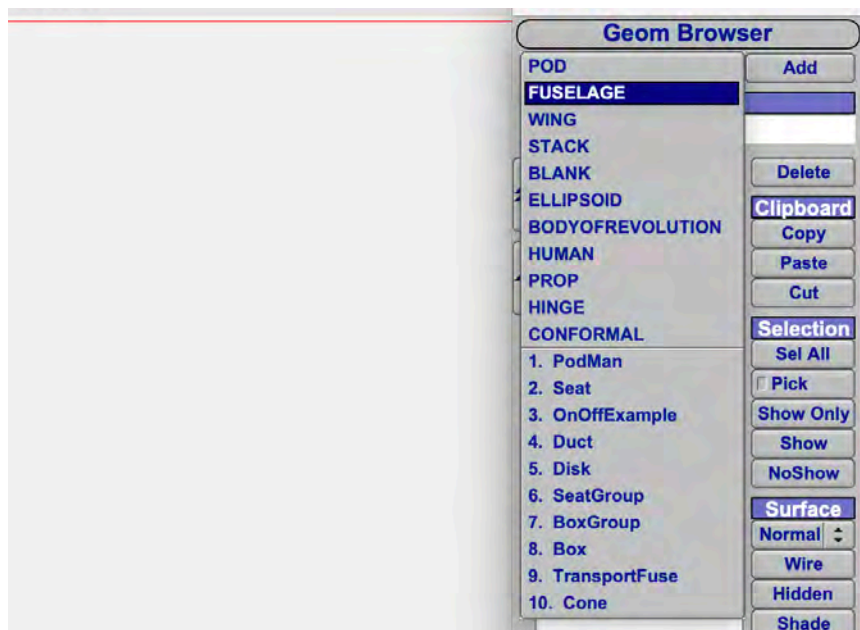 Geom Browser
POD
FUSELAGE
WING
STACK
BLANK
ELLIPSOID
BODYOFREVOLUTION
HUMAN
PROP
HINGE
CONFORMAL
1. PodMan
2. Seat
3. OnOffExample
4. Duct
5. Disk
6. SeatGroup
7. BoxGroup
8. Box
9. TransportFuse
10. Cone
Add
Delete
Clipboard
Copy
Paste
Cut
Selection
Sel All
Pick
Show Only
Show
NoShow
Surface
Normal
Wire
Hidden
Shade